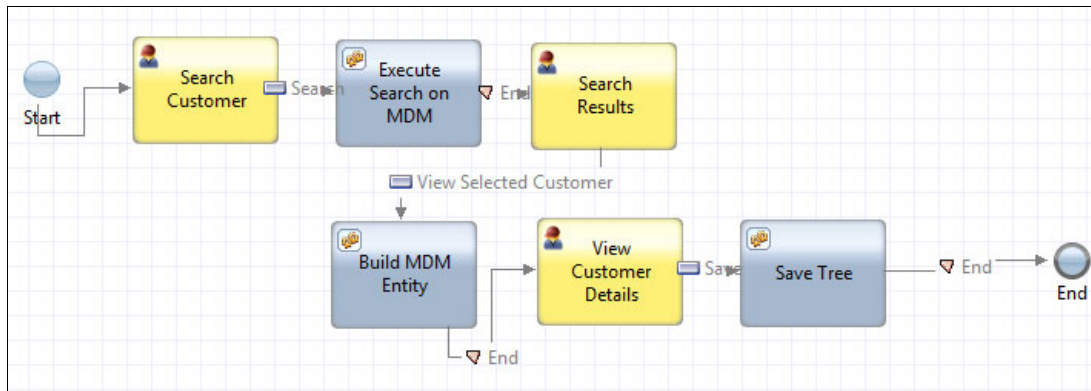 Start
Search
Customer
Search
Execute
Search on
MDM
End
Search
Results
View Selected Customer
Build MDM
Entity
End
View
Customer
Details
Save
Save Tree
End
End